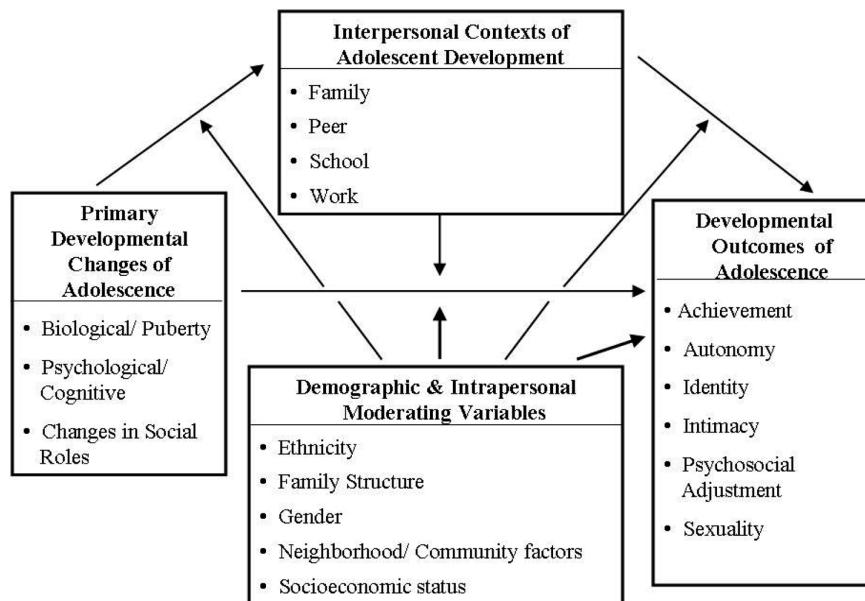 Interpersonal Contexts of
Adolescent Development
• Family
• Peer
• School
• Work
Primary
Developmental
Changes of
Adolescence
• Biological/ Puberty
• Psychological/
Cognitive
• Changes in Social
Roles
Developmental
Outcomes of
Adolescence
• Achievement
• Autonomy
• Identity
• Intimacy
• Psychosocial
Adjustment
• Sexuality
Demographic & Intrapersonal
Moderating Variables
• Ethnicity
• Family Structure
• Gender
• Neighborhood/ Community factors
• Socioeconomic status